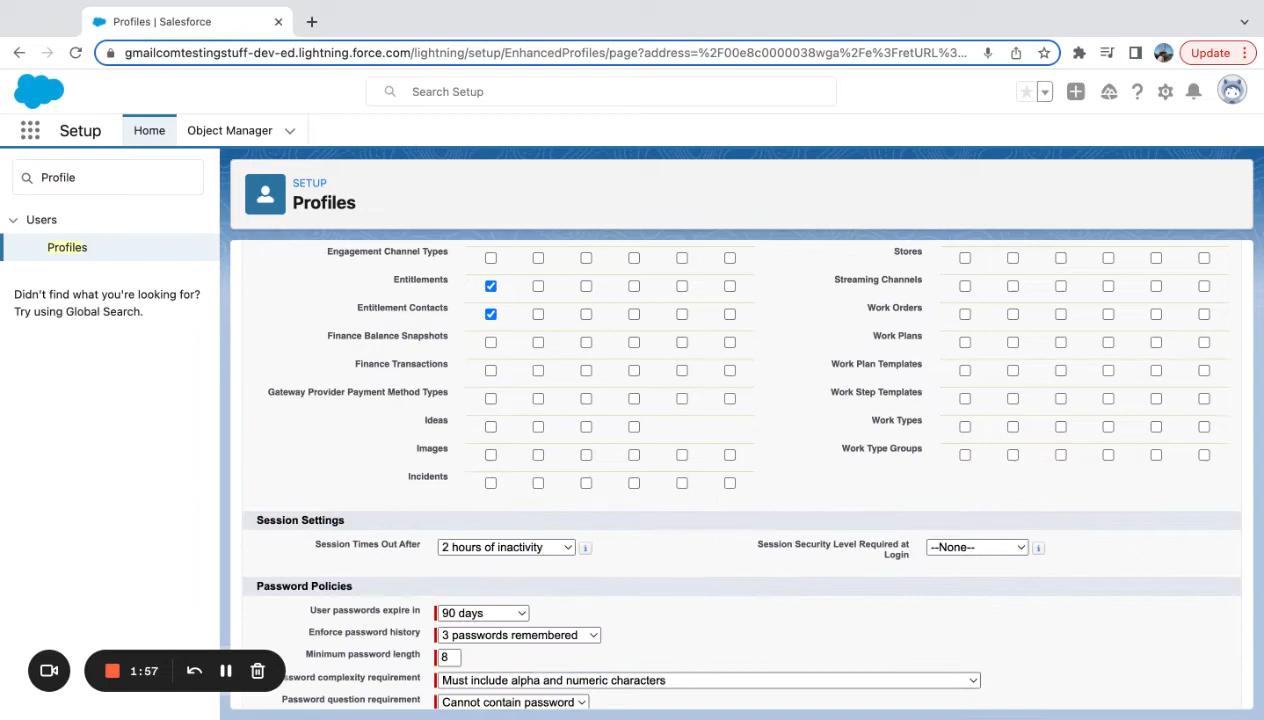 Profiles | Salesforce
gmailcomtestingstuff-dev-ed.lightning.force.com/lightning/setup/EnhancedProfiles/page?address=%2F00e8c0000038wga%2Fe%3FretURL%3...
Update
Search Setup
Setup
Home
Object Manager
Profile
Users
Profiles
Didn't find what you're looking for?
Try using Global Search.
SETUP
Profiles
Engagement Channel Types
Stores
Entitlements
Streaming Channels
Entitlement Contacts
Work Orders
Finance Balance Snapshots
Work Plans
Finance Transactions
Work Plan Templates
Gateway Provider Payment Method Types
Work Step Templates
Ideas
Work Types
Images
Work Type Groups
Incidents
Session Settings
Session Times Out After
2 hours of inactivity
Session Security Level Required at
Login
--None--
Password Policies
User passwords expire in
90 days
Enforce password history
3 passwords remembered
Minimum password length
8
ssword complexity requirement
Must include alpha and numeric characters
Password question requirement
Cannot contain password
1:57